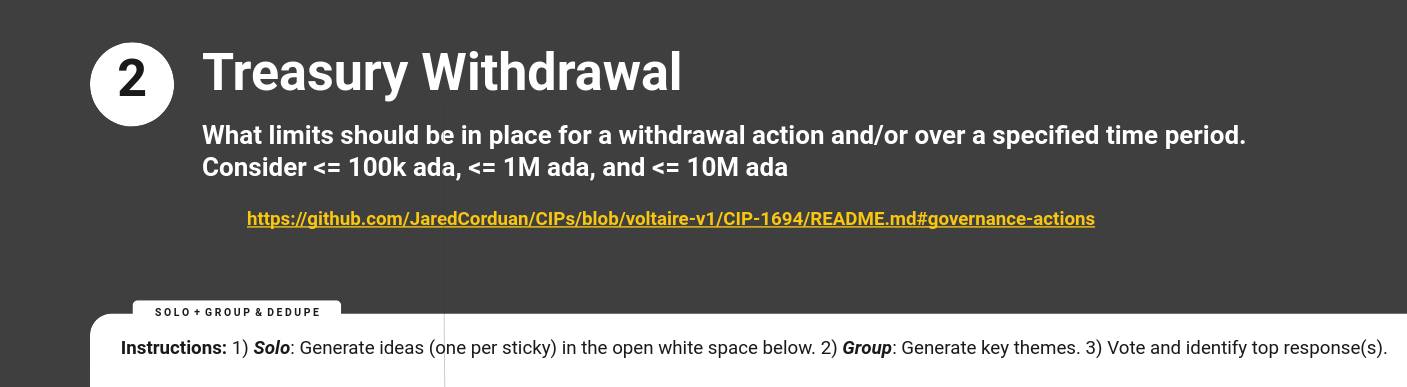 2
Treasury Withdrawal
What limits should be in place for a withdrawal action and/or over a specified time period.
Consider <= 100k ada, <= 1M ada, and <= 10M ada
https://github.com/JaredCorduan/CIPs/blob/voltaire-v1/CIP-1694/README.md#governance-actions
SOLO + GROUP & DEDUPE
Instructions: 1) Solo: Generate ideas (one per sticky) in the open white space below. 2) Group: Generate key themes. 3) Vote and identify top response(s).